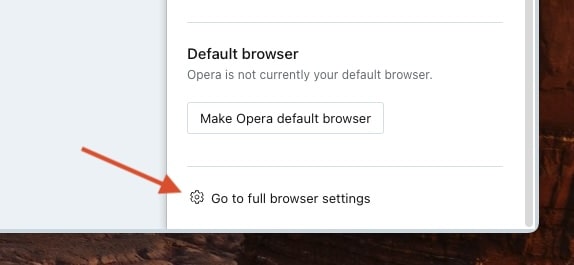 Default browser
Opera is not currently your default browser.
Make Opera default browser
Go to full browser settings